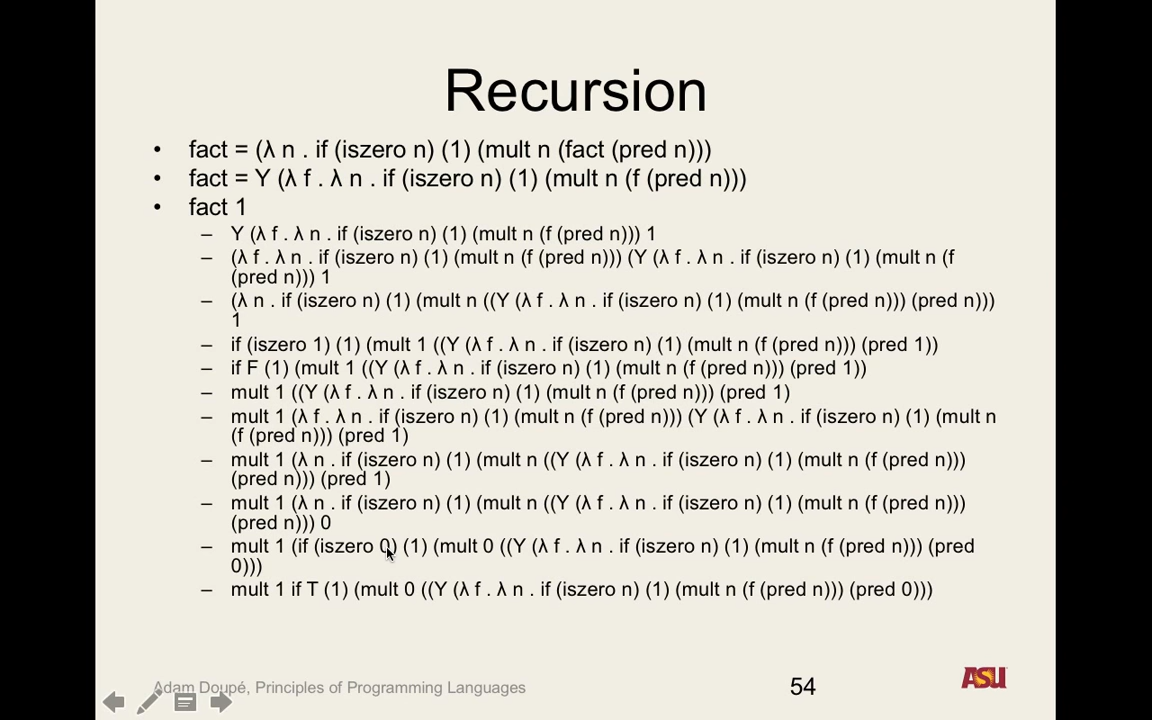 Recursion
• fact = (λ n . if (iszero n) (1) (mult n (fact (pred n)))
• fact = Y (λ f . λ n . if (iszero n) (1) (mult n (f (pred n)))
• fact 1
– Y (λ f . λ n . if (iszero n) (1) (mult n (f (pred n))) 1
– (λ f . λ n . if (iszero n) (1) (mult n (f (pred n))) (Y (λ f . λ n . if (iszero n) (1) (mult n (f
(pred n))) 1
– (λ n . if (iszero n) (1) (mult n ((Y (λ f . λ n . if (iszero n) (1) (mult n (f (pred n))) (pred n)))
1
– if (iszero 1) (1) (mult 1 ((Y (λ f . λ n . if (iszero n) (1) (mult n (f (pred n))) (pred 1))
– if F (1) (mult 1 ((Y (λ f . λ n . if (iszero n) (1) (mult n (f (pred n))) (pred 1))
– mult 1 ((Y (λ f . λ n . if (iszero n) (1) (mult n (f (pred n))) (pred 1)
– mult 1 (λ f . λ n . if (iszero n) (1) (mult n (f (pred n))) (Y (λ f . λ n . if (iszero n) (1) (mult n
(f (pred n))) (pred 1)
– mult 1 (λ n . if (iszero n) (1) (mult n ((Y (λ f . λ n . if (iszero n) (1) (mult n (f (pred n)))
(pred n))) (pred 1)
– mult 1 (λ n . if (iszero n) (1) (mult n ((Y (λ f . λ n . if (iszero n) (1) (mult n (f (pred n)))
(pred n))) 0
– mult 1 (if (iszero 0) (1) (mult 0 ((Y (λ f . λ n . if (iszero n) (1) (mult n (f (pred n))) (pred
0)))
– mult 1 if T (1) (mult 0 ((Y (λ f . λ n . if (iszero n) (1) (mult n (f (pred n))) (pred 0)))
Adam Doupé, Principles of Programming Languages
54
ASU